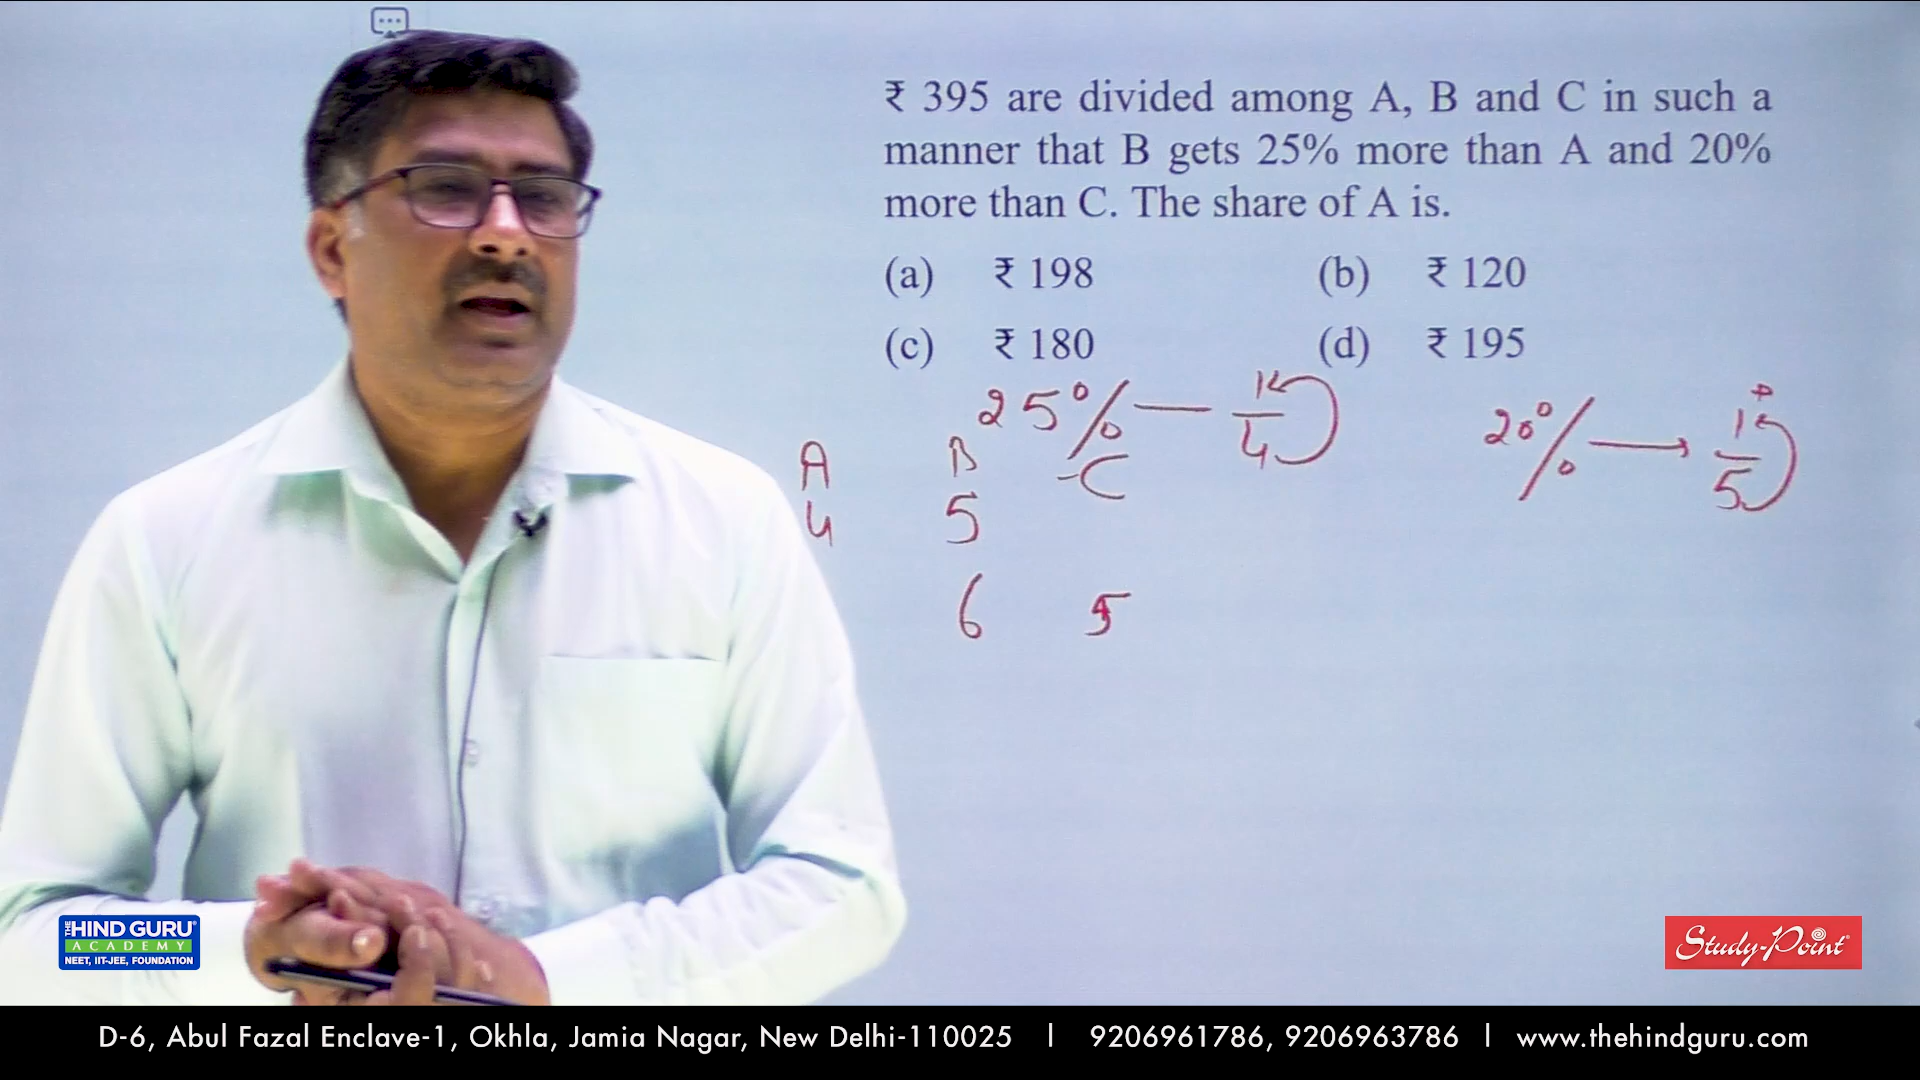 ₹ 395 are divided among A, B and C in such a
manner that B gets 25% more than A and 20%
more than C. The share of A is.
(a) ₹ 198 (b) ₹ 120
(c) ₹ 180 (d) ₹ 195
25% — 1/4 20% → 1/5
A B C
4 5
6 5
THE HIND GURU
ACADEMY
NEET, IIT-JEE, FOUNDATION
Study-Point
D-6, Abul Fazal Enclave-1, Okhla, Jamia Nagar, New Delhi-110025 | 9206961786, 9206963786 | www.thehindguru.com